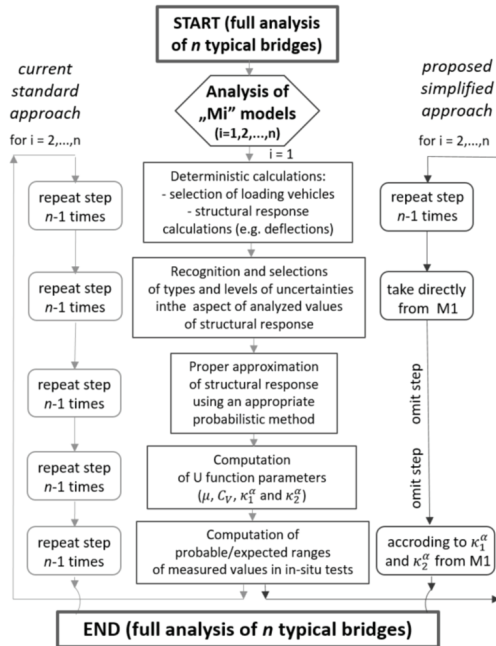 START (full analysis
of n typical bridges)
current
standard
approach
for i = 2,...,n
repeat step
n-1 times
repeat step
n-1 times
repeat step
n-1 times
repeat step
n-1 times
repeat step
n-1 times
Analysis of
„Mi” models
(i=1,2,...,n)
i = 1
Deterministic calculations:
- selection of loading vehicles
- structural response
calculations (e.g. deflections)
Recognition and selections
of types and levels of uncertainties
inthe aspect of analyzed values
of structural response
Proper approximation
of structural response
using an appropriate
probabilistic method
Computation
of U function parameters
(μ, C_V, κ₁^α and κ₂^α)
Computation of
probable/expected ranges
of measured values in in-situ tests
proposed
simplified
approach
for i = 2,...,n
repeat step
n-1 times
take directly
from M1
omit step
omit step
accroding to κ₁^α
and κ₂^α from M1
END (full analysis of n typical bridges)